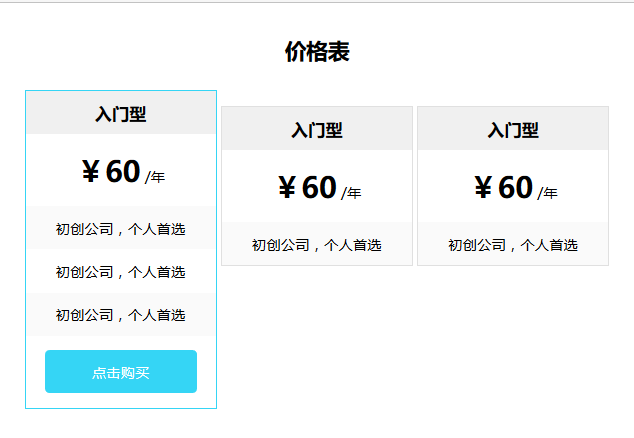 价格表
入门型
¥60 /年
初创公司，个人首选
初创公司，个人首选
初创公司，个人首选
点击购买
入门型
¥60 /年
初创公司，个人首选
入门型
¥60 /年
初创公司，个人首选